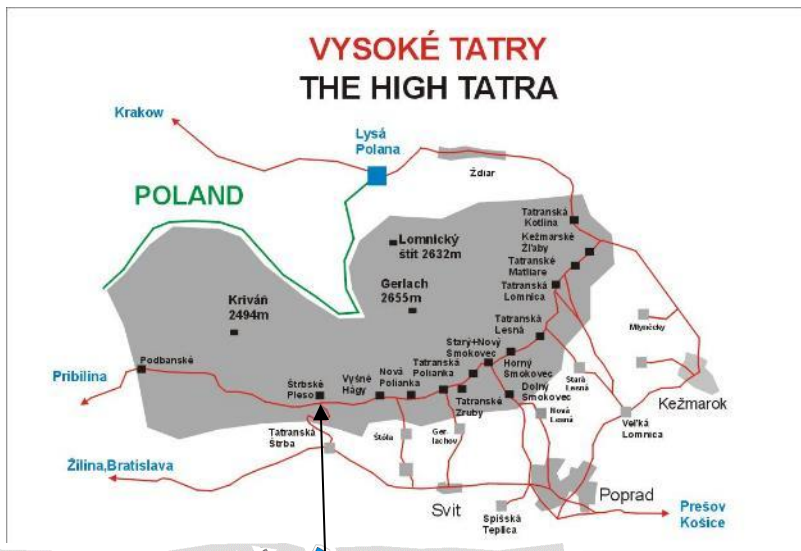 VYSOKÉ TATRY
THE HIGH TATRA
Krakow
Lysá
Polana
Ždiar
POLAND
Tatranská
Kotlina
Kežmarské
Žľaby
Tatranské
Matliare
Tatranská
Lomnica
Lomnický
štít 2632m
Gerlach
2655m
Kriváň
2494m
Tatranská
Lesná
Mlynčeky
Starý+Nový
Smokovec
Podbanské
Pribilina
Štrbské
Pleso
Vyšné
Hágy
Nová
Polianka
Tatranská
Polianka
Horný
Smokovec
Dolný
Smokovec
Stará
Lesná
Kežmarok
Tatranské
Zruby
Tatranská
Štrba
Štôla
Ger
lachov
Nová
Lesná
Veľká
Lomnica
Žilina,Bratislava
Svit
Spišská
Teplica
Poprad
Prešov
Košice